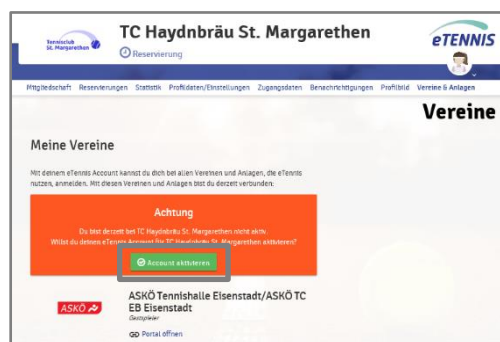 Tennisclub
St. Margarethen
TC Haydnbräu St. Margarethen
Reservierung
eTENNIS
Mitgliedschaft Reservierungen Statistik Profildaten/Einstellungen Zugangsdaten Benachrichtigungen Profilbild Vereine & Anlagen
Vereine
Meine Vereine
Mit deinem eTennis Account kannst du dich bei allen Vereinen und Anlagen, die eTennis
nutzen, anmelden. Mit diesen Vereinen und Anlagen bist du derzeit verbunden:
Achtung
Du bist derzeit bei TC Haydnbräu St. Margarethen nicht aktiv.
Willst du deinen eTennis Account für TC Haydnbräu St. Margarethen aktivieren?
Account aktivieren
ASKÖ
ASKÖ Tennishalle Eisenstadt/ASKÖ TC
EB Eisenstadt
Gastspieler
Portal öffnen